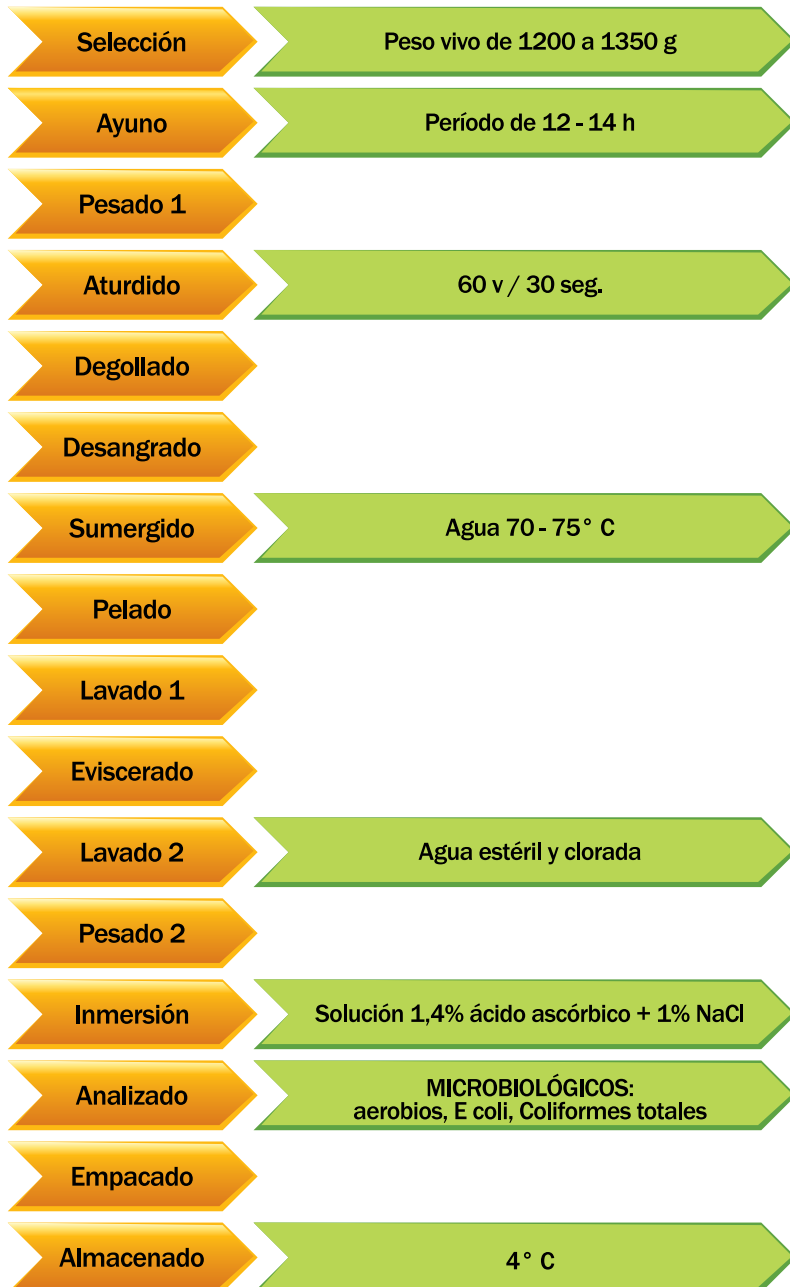 Selección
Peso vivo de 1200 a 1350 g
Ayuno
Período de 12 - 14 h
Pesado 1
Aturdido
60 v / 30 seg.
Degollado
Desangrado
Sumergido
Agua 70 - 75° C
Pelado
Lavado 1
Eviscerado
Lavado 2
Agua estéril y clorada
Pesado 2
Inmersión
Solución 1,4% ácido ascórbico + 1% NaCl
Analizado
MICROBIOLÓGICOS:
aerobios, E coli, Coliformes totales
Empacado
Almacenado
4° C